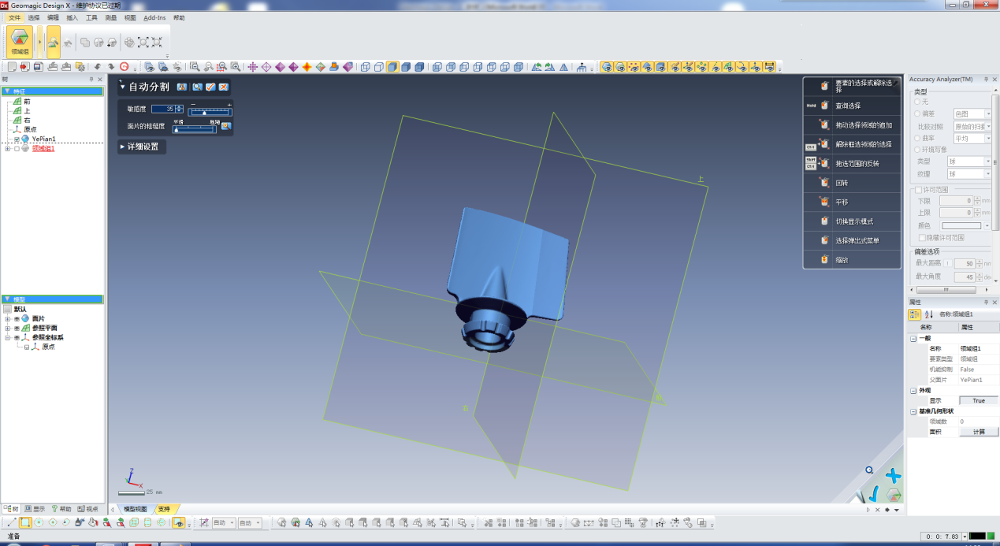 Geomagic Design X - 维护协议已过期
文件 选择 编辑 插入 工具 测量 视图 Add-Ins 帮助
领域组
树
特征
前
上
右
原点
YePian1
领域组1
模型
默认
面片
参照平面
参照坐标系
原点
树 显示 帮助 视点
自动分割
敏感度 35
面片的粗糙度 平滑 粗糙
详细设置
上
右
前
Z
Y
X
25 mm
模型视图 支持
要素的选择或解除选择
Hold 查询选择
拖动选择领域的追加
Ctrl + 解除框选领域的选择
Shift Ctrl + 拖选范围的反转
回转
平移
切换显示模式
选择弹出式菜单
缩放
Accuracy Analyzer(TM)
类型
无
偏差 色图
比较对照 原始的扫
曲率 平均
环境写像
类型 球
纹理 球
许可范围
下限 0 mm
上限 0 mm
颜色
隐藏许可范围
偏差选项
最大距离 50 mm
最大角度 45 de
属性
名称:领域组1
名称 属性
一般
名称 领域组1
要素类型 领域组
机能抑制 False
父面片 YePian1
外观
显示 True
基准几何形状
领域数 0
面积 计算
自动 自动
准备
0: 0: 7.83